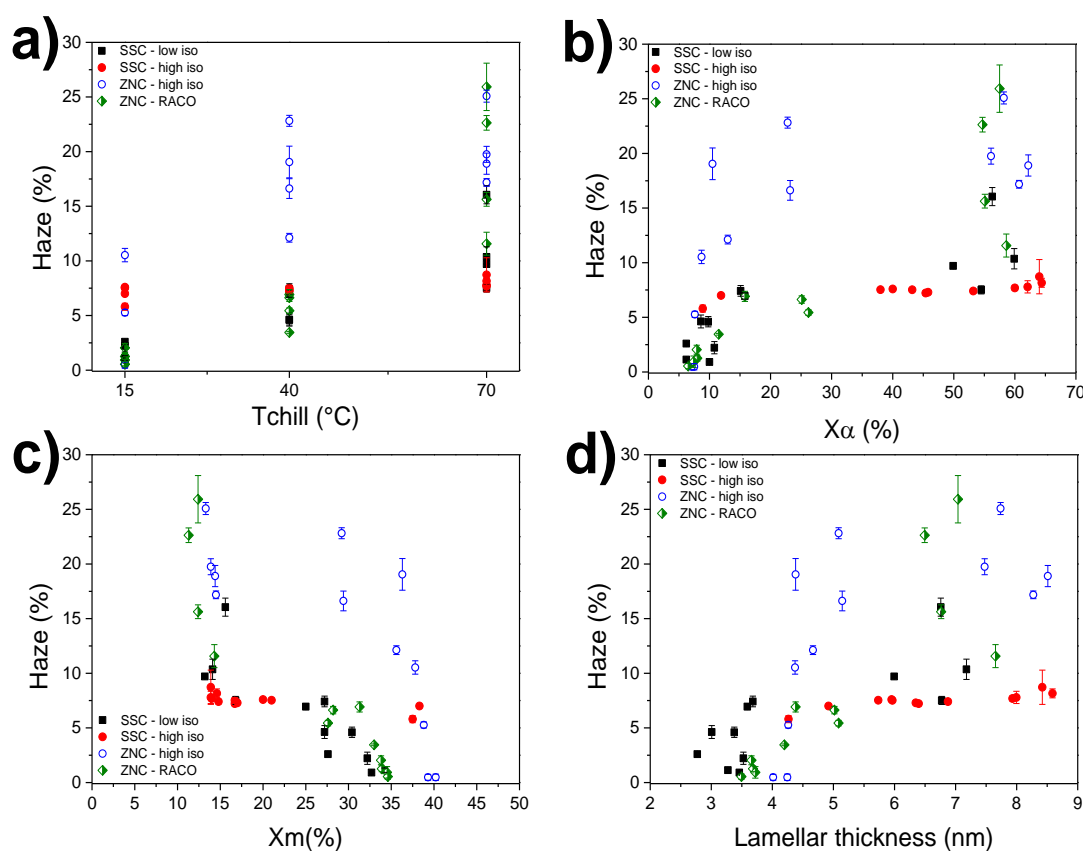 a)
30
25
20
15
10
5
0
Haze (%)
SSC - low iso
SSC - high iso
ZNC - high iso
ZNC - RACO
15
40
70
Tchill (°C)
b)
30
25
20
15
10
5
0
Haze (%)
SSC - low iso
SSC - high iso
ZNC - high iso
ZNC - RACO
0 10 20 30 40 50 60 70
Xα (%)
c)
30
25
20
15
10
5
0
Haze (%)
SSC - low iso
SSC - high iso
ZNC - high iso
ZNC - RACO
0 5 10 15 20 25 30 35 40 45 50
Xm(%)
d)
30
25
20
15
10
5
0
Haze (%)
SSC - low iso
SSC - high iso
ZNC - high iso
ZNC - RACO
2 3 4 5 6 7 8 9
Lamellar thickness (nm)